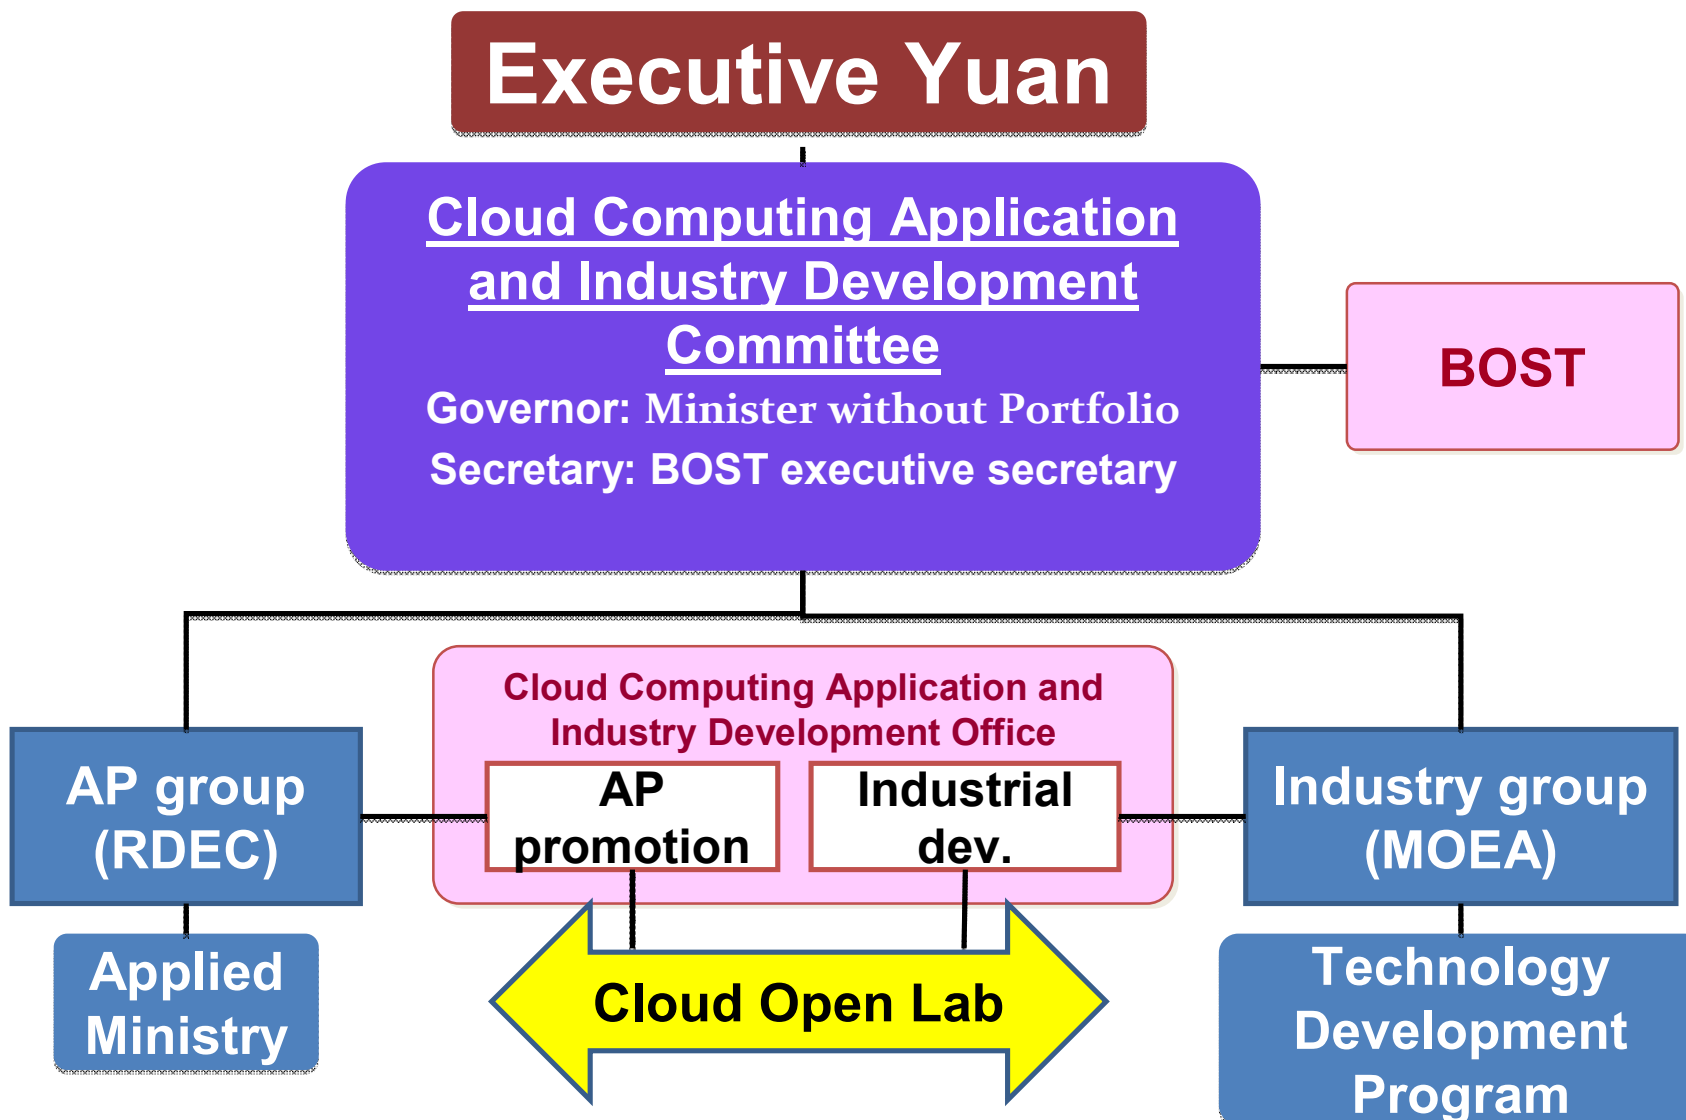 Executive Yuan
Cloud Computing Application
and Industry Development
Committee
Governor: Minister without Portfolio
Secretary: BOST executive secretary
BOST
Cloud Computing Application and
Industry Development Office
AP group
(RDEC)
AP
promotion
Industrial
dev.
Industry group
(MOEA)
Applied
Ministry
Cloud Open Lab
Technology
Development
Program